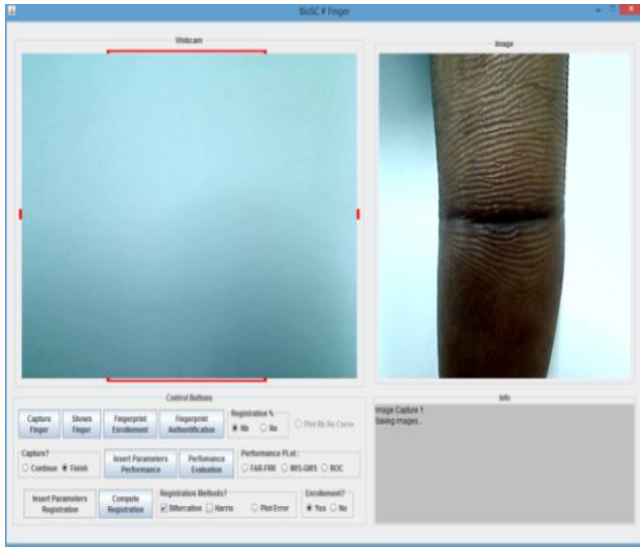 BioSC # Finger
Webcam
Image
Control Buttons
Info
Capture Finger
Shows Finger
Fingerprint Enrollement
Fingerprint Authentification
Registration %
Rb
Re
Plot Rb-Re Curve
Image Capture 1
Saving images...
Capture?
Continue
Finish
Insert Parameters Performance
Perfomance Evaluation
Performance PLot :
FAR-FRR
IMS-GMS
ROC
Insert Parameters Registration
Compute Registration
Registration Methods?
Bifercation
Harris
Plot Error
Enrollement?
Yes
No